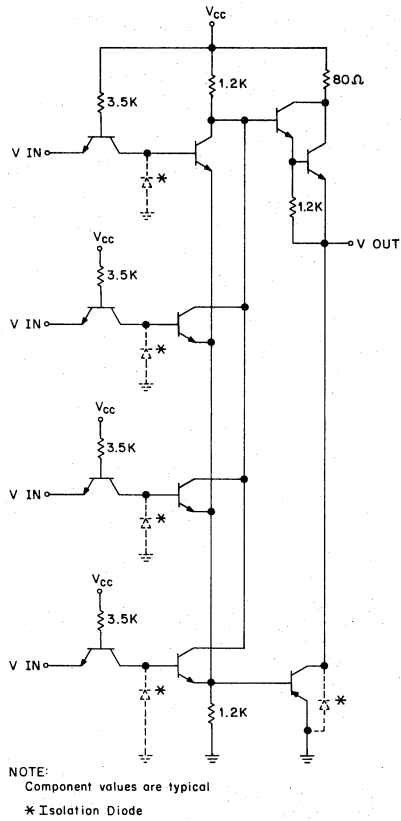 VCC
1.2K
80Ω
3.5K
V IN
*
1.2K
V OUT
VCC
3.5K
V IN
*
VCC
3.5K
V IN
*
VCC
3.5K
V IN
*
*
1.2K
NOTE:
Component values are typical
* Isolation Diode